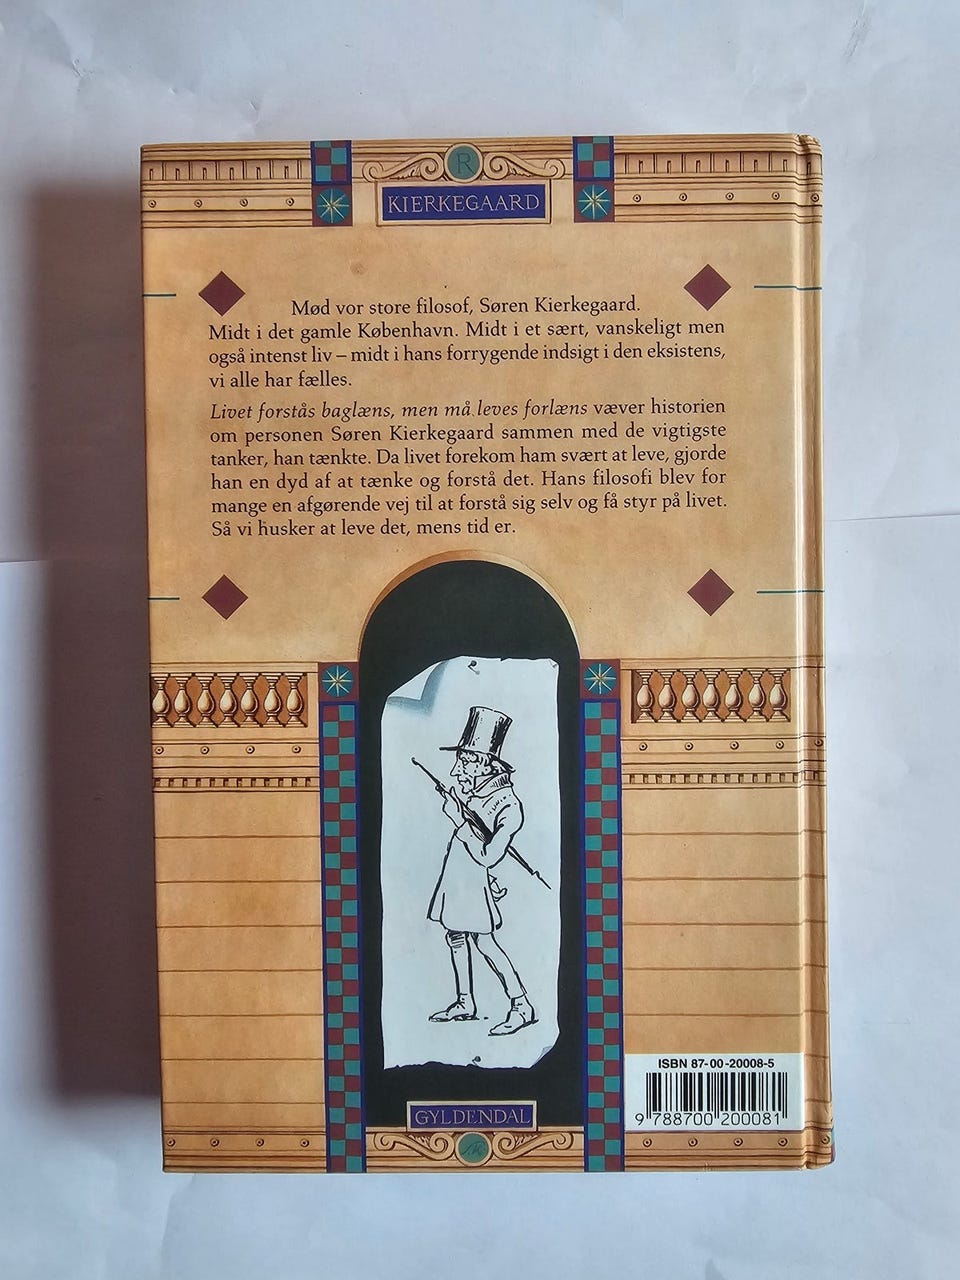 R
KIERKEGAARD
Mød vor store filosof, Søren Kierkegaard.
Midt i det gamle København. Midt i et sært, vanskeligt men
også intenst liv – midt i hans forrygende indsigt i den eksistens,
vi alle har fælles.
Livet forstås baglæns, men må leves forlæns væver historien
om personen Søren Kierkegaard sammen med de vigtigste
tanker, han tænkte. Da livet forekom ham svært at leve, gjorde
han en dyd af at tænke og forstå det. Hans filosofi blev for
mange en afgørende vej til at forstå sig selv og få styr på livet.
Så vi husker at leve det, mens tid er.
ISBN 87-00-20008-5
9 788700 200081
GYLDENDAL